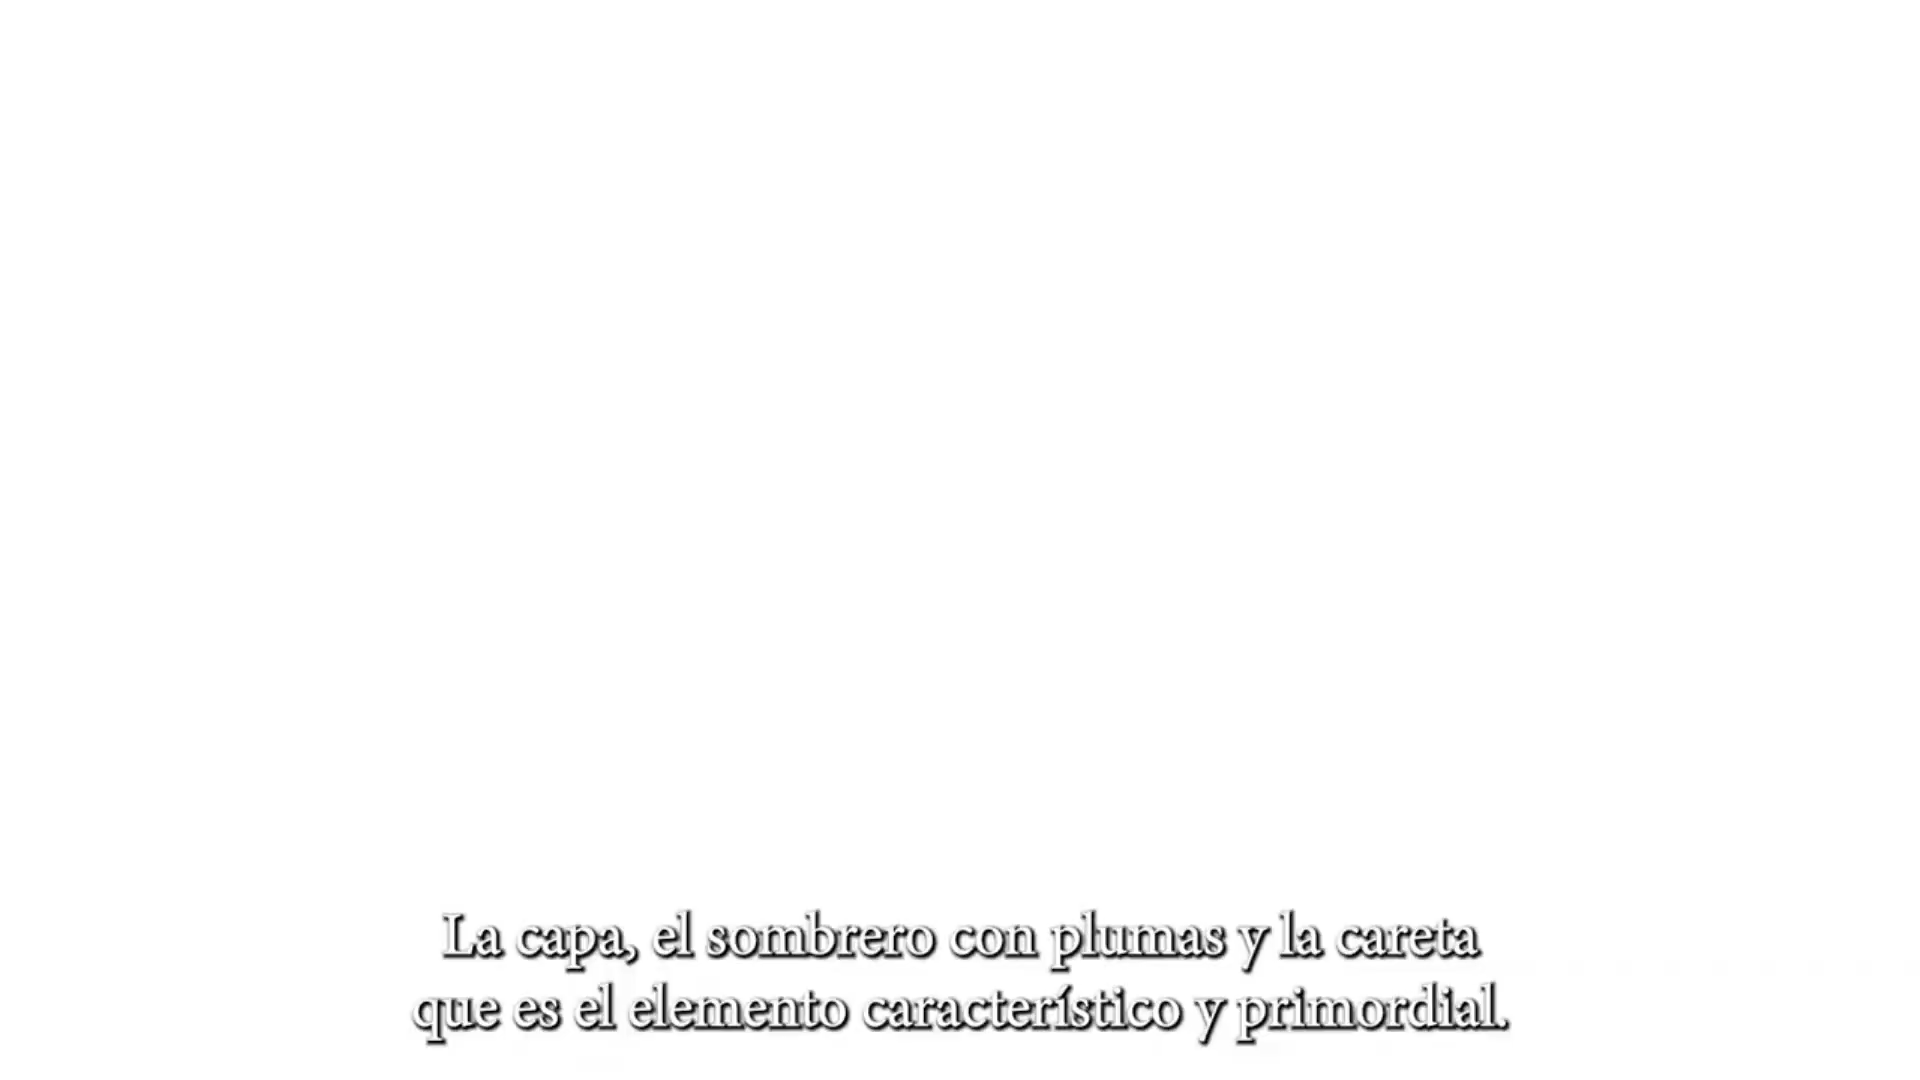 La capa, el sombrero con plumas y la careta
que es el elemento característico y primordial.